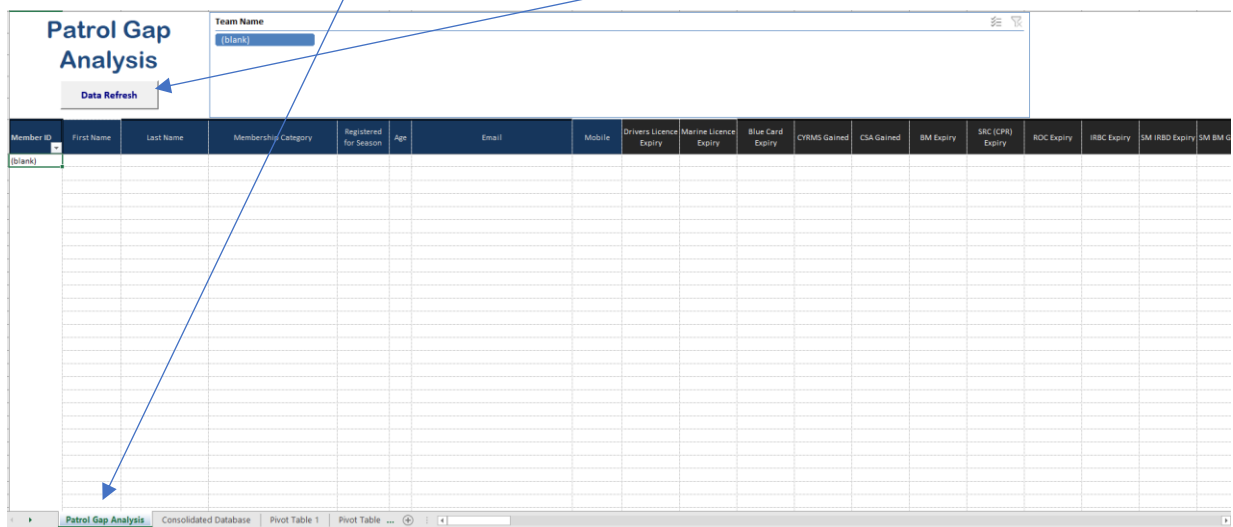 Patrol Gap
Analysis
Data Refresh
Team Name
(blank)
Member ID
First Name
Last Name
Membership Category
Registered
for Season
Age
Email
Mobile
Drivers Licence
Expiry
Marine Licence
Expiry
Blue Card
Expiry
CYRMS Gained
CSA Gained
BM Expiry
SRC (CPR)
Expiry
ROC Expiry
IRBC Expiry
SM IRBD Expiry
SM BM G
(blank)
Patrol Gap Analysis
Consolidated Database
Pivot Table 1
Pivot Table ...